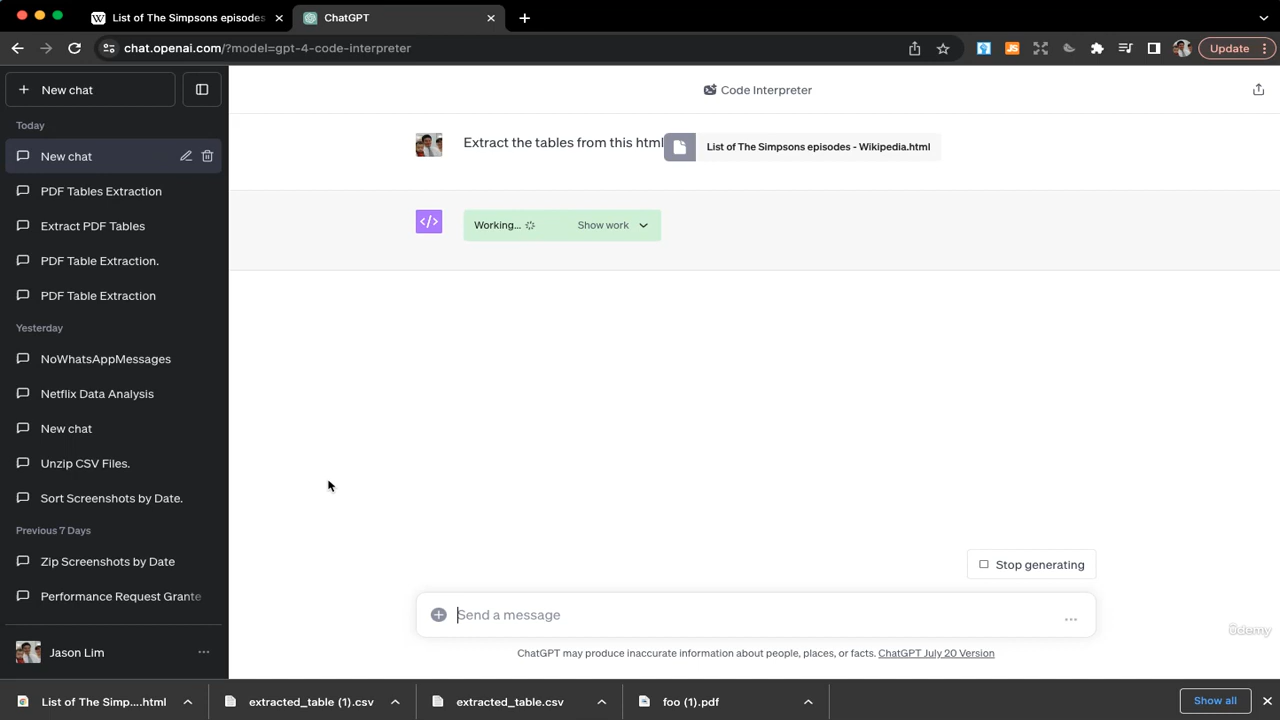 List of The Simpsons episodes
ChatGPT
chat.openai.com/?model=gpt-4-code-interpreter
JS
Update
New chat
Today
New chat
PDF Tables Extraction
Extract PDF Tables
PDF Table Extraction.
PDF Table Extraction
Yesterday
NoWhatsAppMessages
Netflix Data Analysis
New chat
Unzip CSV Files.
Sort Screenshots by Date.
Previous 7 Days
Zip Screenshots by Date
Performance Request Grante
Jason Lim
Code Interpreter
Extract the tables from this html
List of The Simpsons episodes - Wikipedia.html
Working... Show work
Stop generating
Send a message
ChatGPT may produce inaccurate information about people, places, or facts. ChatGPT July 20 Version
ûdemy
List of The Simps....html
extracted_table (1).csv
extracted_table.csv
foo (1).pdf
Show all